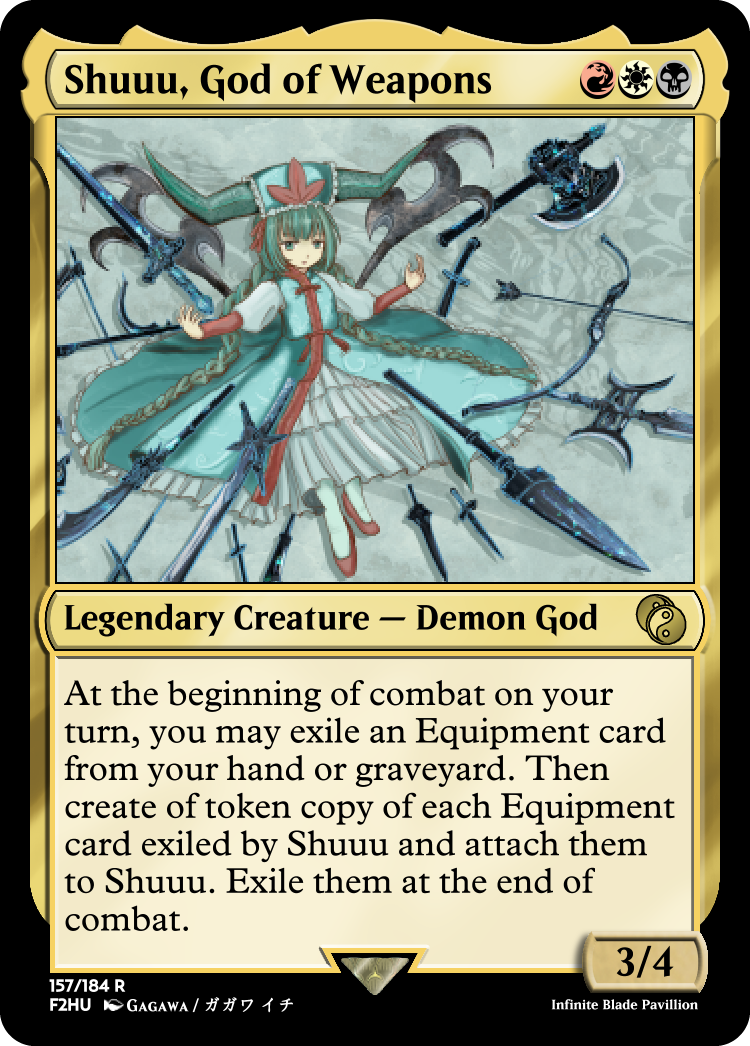 Shuuu, God of Weapons
Legendary Creature — Demon God
At the beginning of combat on your
turn, you may exile an Equipment card
from your hand or graveyard. Then
create of token copy of each Equipment
card exiled by Shuuu and attach them
to Shuuu. Exile them at the end of
combat.
3/4
157/184 R
F2HU GAGAWA / ガガワ イチ
Infinite Blade Pavillion